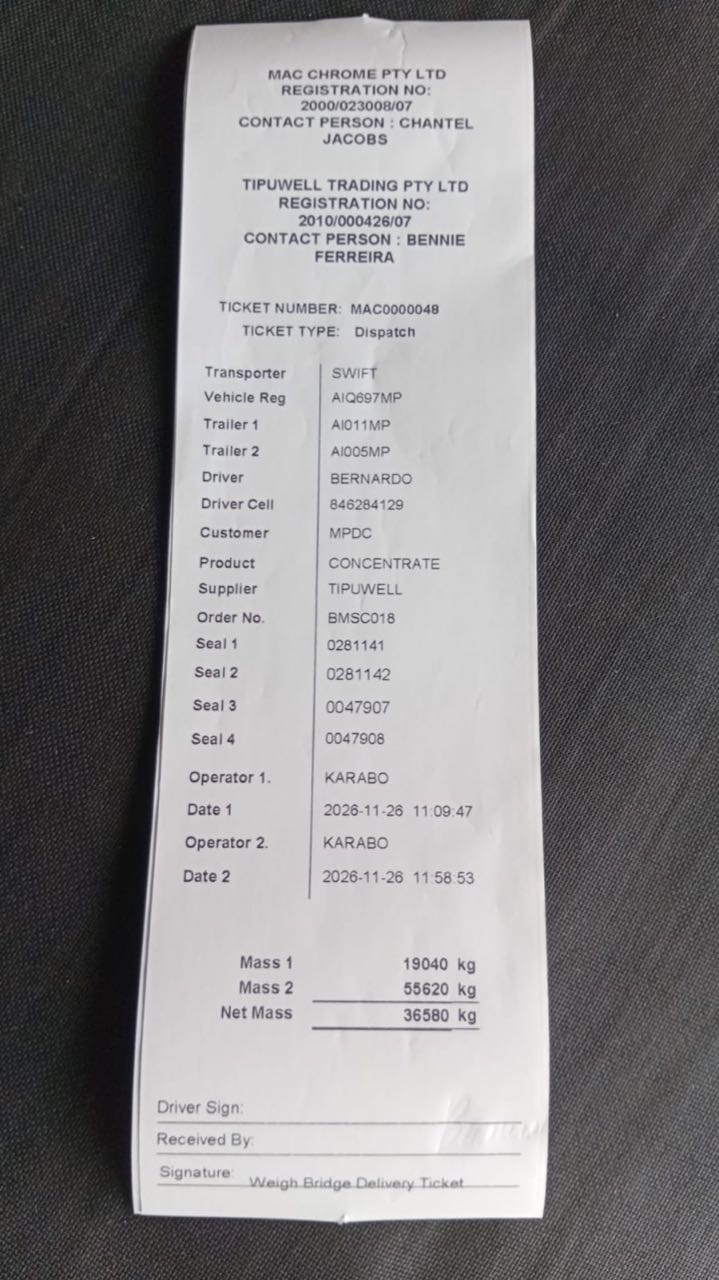 MAC CHROME PTY LTD
REGISTRATION NO:
2000/023008/07
CONTACT PERSON : CHANTEL
JACOBS
TIPUWELL TRADING PTY LTD
REGISTRATION NO:
2010/000426/07
CONTACT PERSON : BENNIE
FERREIRA
TICKET NUMBER: MAC0000048
TICKET TYPE: Dispatch
Transporter SWIFT
Vehicle Reg AIQ697MP
Trailer 1 AI011MP
Trailer 2 AI005MP
Driver BERNARDO
Driver Cell 846284129
Customer MPDC
Product CONCENTRATE
Supplier TIPUWELL
Order No. BMSC018
Seal 1 0281141
Seal 2 0281142
Seal 3 0047907
Seal 4 0047908
Operator 1. KARABO
Date 1 2026-11-26 11:09:47
Operator 2. KARABO
Date 2 2026-11-26 11:58:53
Mass 1 19040 kg
Mass 2 55620 kg
Net Mass 36580 kg
Driver Sign:
Received By:
Signature:
Weigh Bridge Delivery Ticket